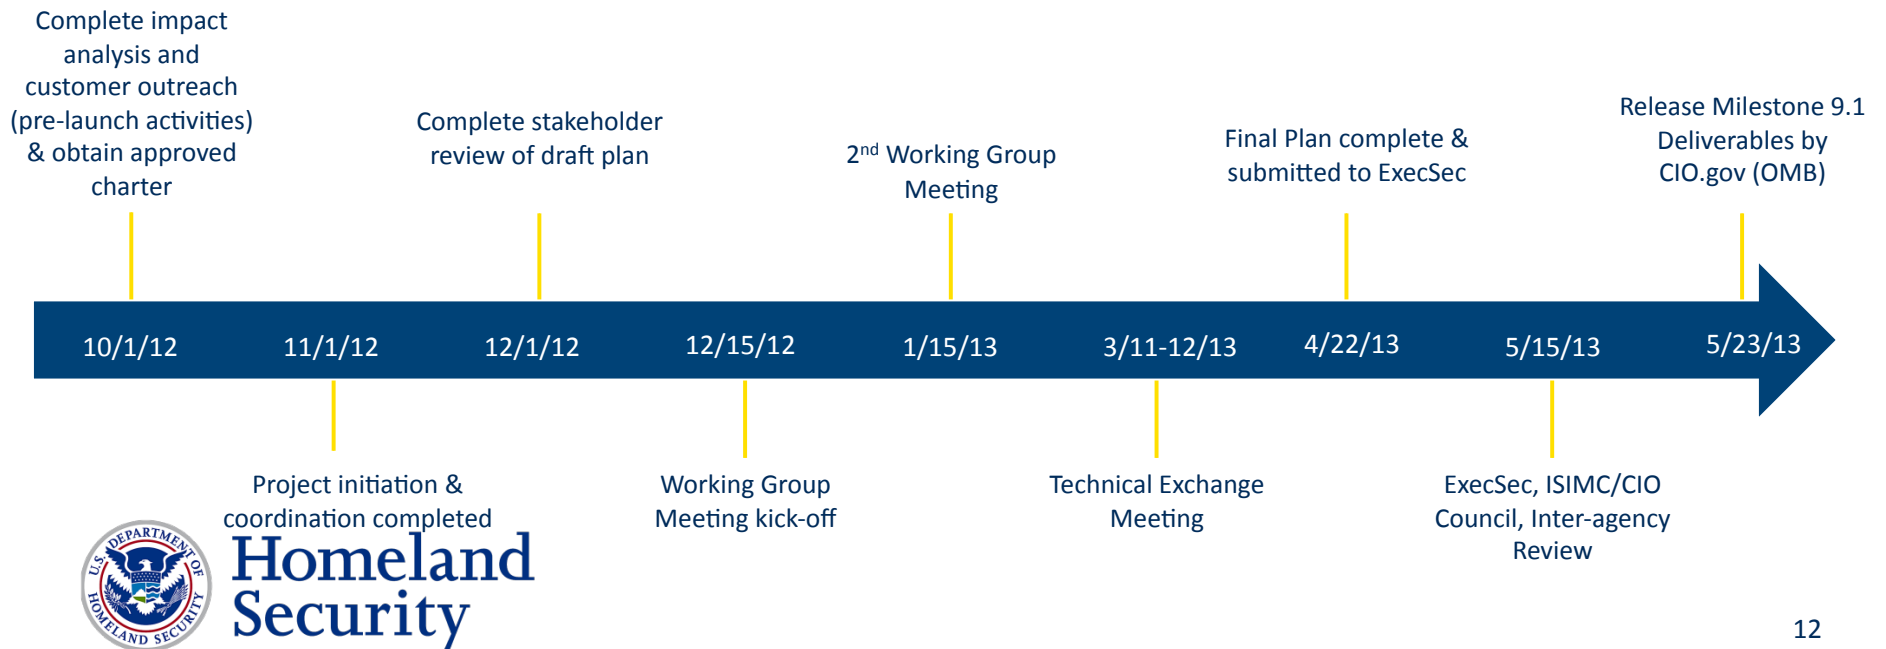 Complete impact
analysis and
customer outreach
(pre-launch activities)
& obtain approved
charter
Complete stakeholder
review of draft plan
2nd Working Group
Meeting
Final Plan complete &
submitted to ExecSec
Release Milestone 9.1
Deliverables by
CIO.gov (OMB)
10/1/12
11/1/12
12/1/12
12/15/12
1/15/13
3/11-12/13
4/22/13
5/15/13
5/23/13
Project initiation &
coordination completed
Working Group
Meeting kick-off
Technical Exchange
Meeting
ExecSec, ISIMC/CIO
Council, Inter-agency
Review
U.S. DEPARTMENT OF
HOMELAND SECURITY
Homeland
Security
12